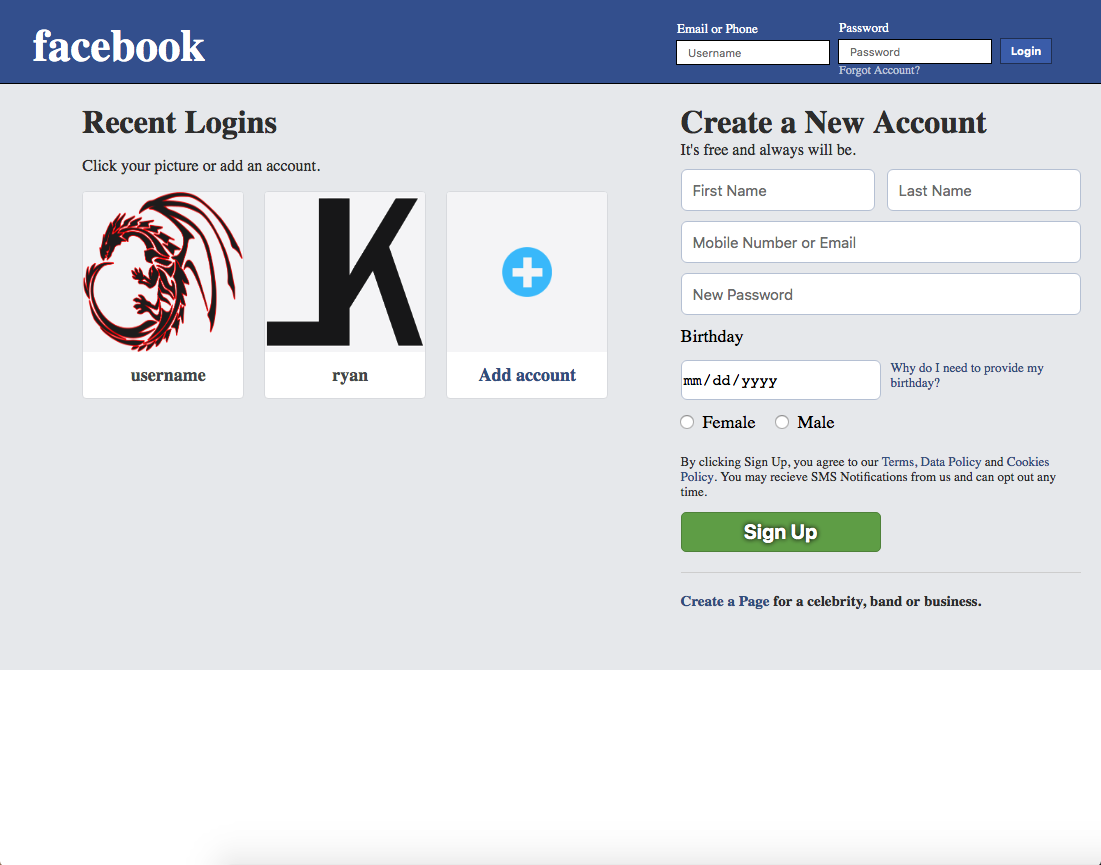 facebook
Email or Phone
Password
Username
Password
Login
Forgot Account?
Recent Logins
Click your picture or add an account.
username
ryan
Add account
Create a New Account
It's free and always will be.
First Name
Last Name
Mobile Number or Email
New Password
Birthday
mm/dd/yyyy
Why do I need to provide my
birthday?
Female
Male
By clicking Sign Up, you agree to our Terms, Data Policy and Cookies
Policy. You may recieve SMS Notifications from us and can opt out any
time.
Sign Up
Create a Page for a celebrity, band or business.